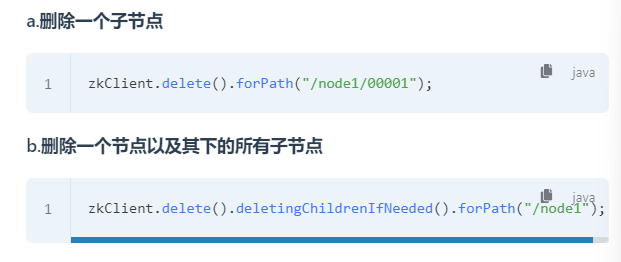 a.删除一个子节点
java
1 zkClient.delete().forPath("/node1/00001");
b.删除一个节点以及其下的所有子节点
java
1 zkClient.delete().deletingChildrenIfNeeded().forPath("/node1");